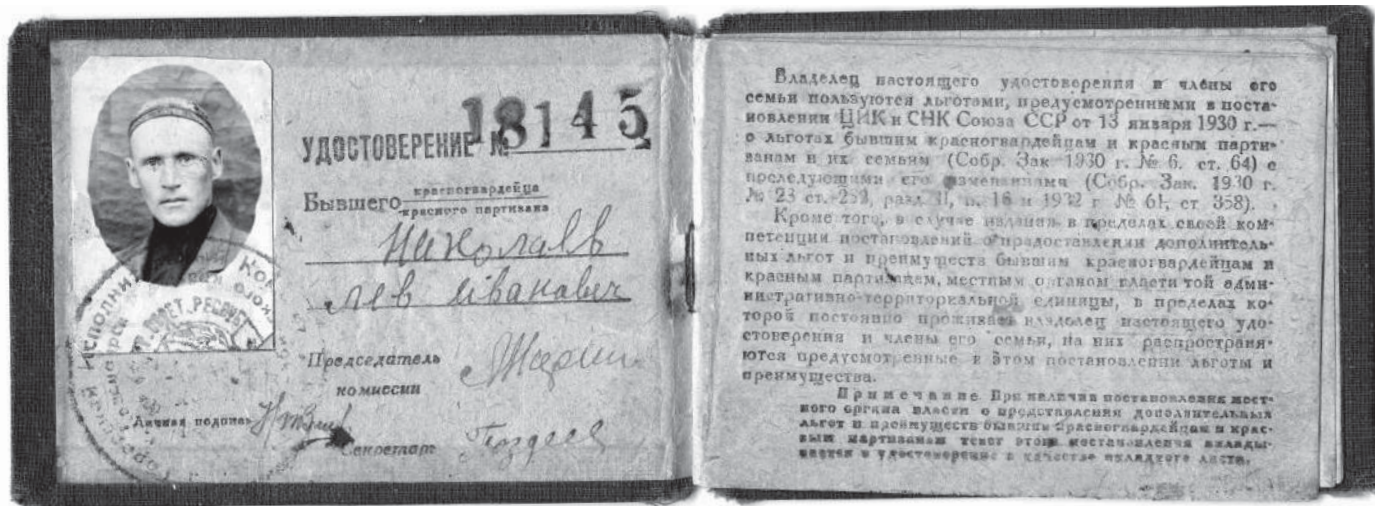 18145
УДОСТОВЕРЕНИЕ №
Бывшего красногвардейца
красного партизана
Николаев
Лев Иванович
Председатель
комиссии
Личная подпись
Секретарь Гоздеев
СОВЕТ. РЕСПУБ
Владелец настоящего удостоверения и члены его
семьи пользуются льготами, предусмотренными в поста-
новлении ЦИК и СНК Союза ССР от 13 января 1930 г.—
о льготах бывшим красногвардейцам и красным парти-
занам и их семьям (Собр. Зак 1930 г. № 6. ст. 64) с
последующими его изменениями (Собр. Зак. 1930 г.
№ 23 ст. 253, разд. II, п. 16 и 1932 г № 61, ст. 358).
Кроме того, в случае издания в пределах своей ком-
петенции постановлений о предоставлении дополнитель-
ных льгот и преимуществ бывшим красногвардейцам и
красным партизанам, местным органом власти той адми-
нистративно-территориальной единицы, в пределах ко-
торой постоянно проживает владелец настоящего удо-
стоверения и члены его семьи, на них распространя-
ются предусмотренные в этом постановлении льготы и
преимущества.
Примечание При наличии постановления мест-
ного органа власти о представлении дополнительных
льгот и преимуществ бывшим красногвардейцам и крас-
ным партизанам текст этого постановления вклады-
вается в удостоверение в качестве вкладного листа.